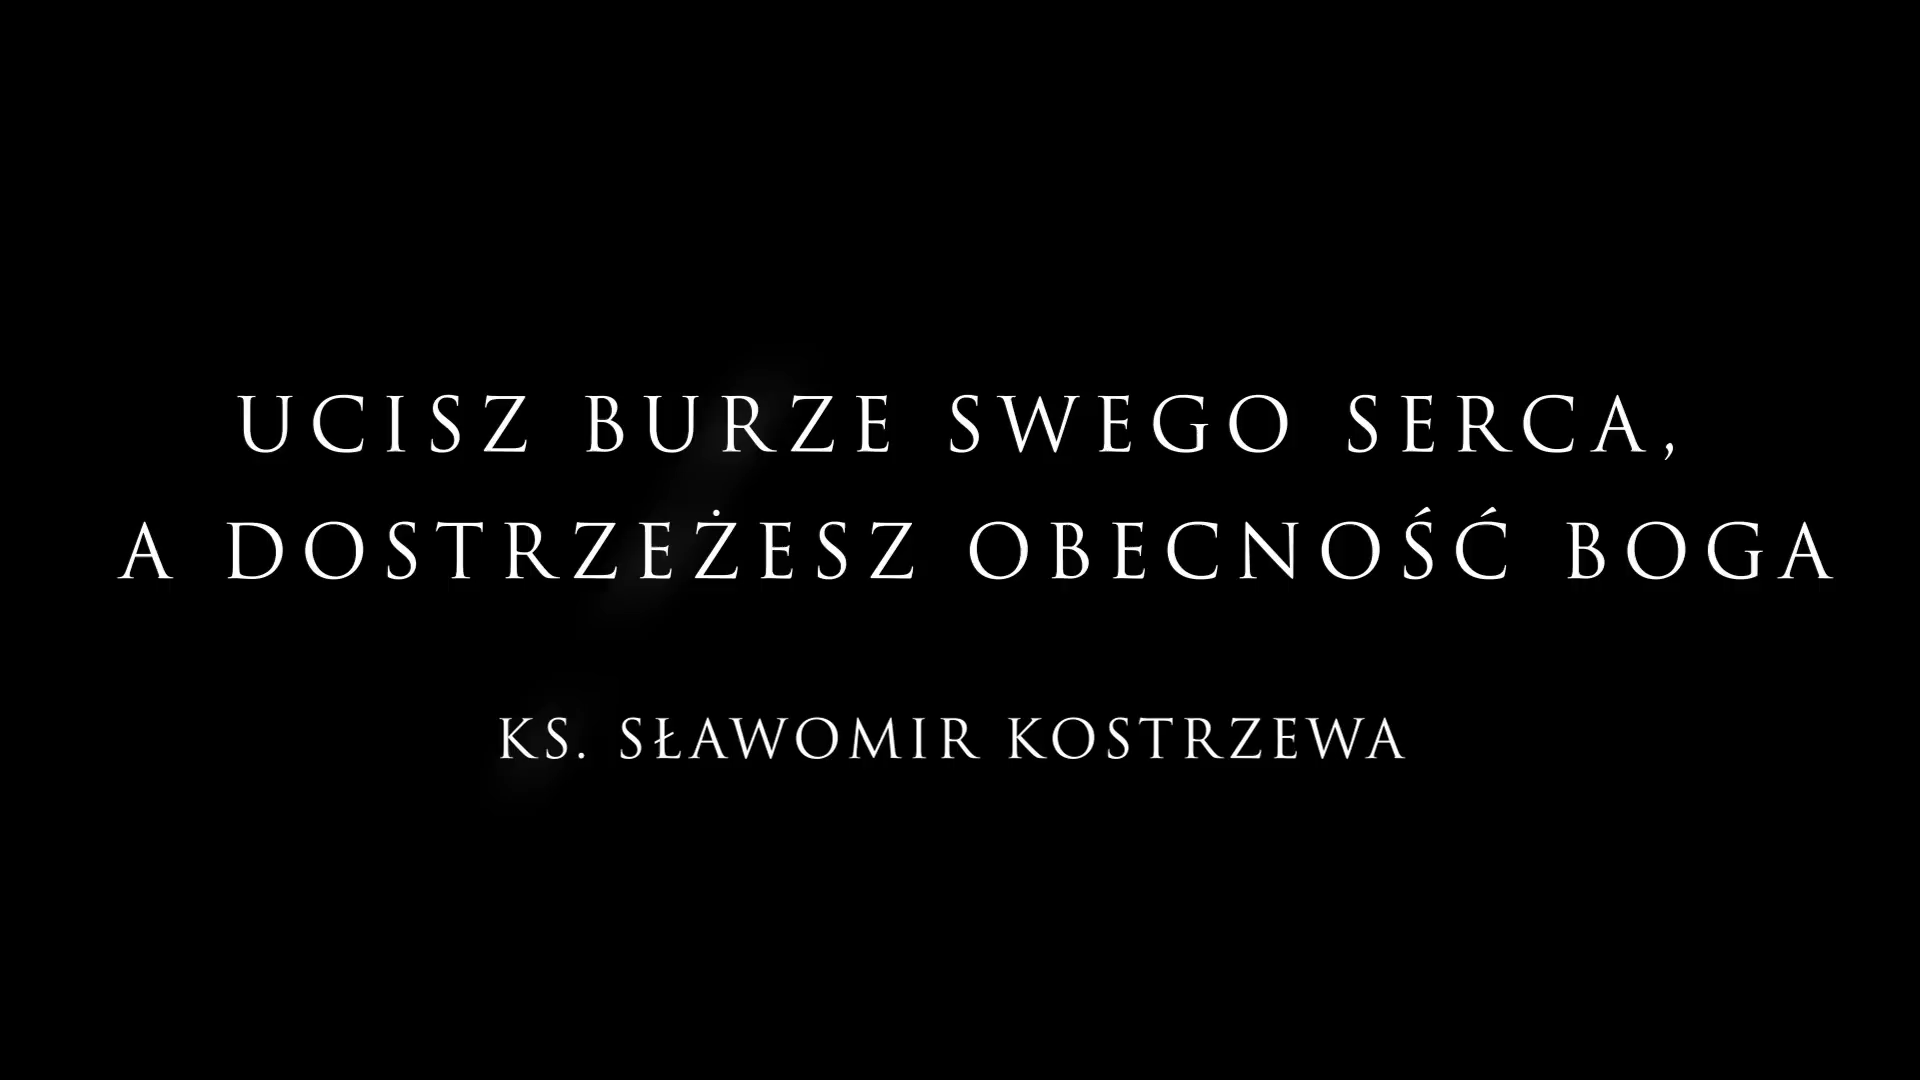 UCISZ BURZE SWEGO SERCA,
A DOSTRZEŻESZ OBECNOŚĆ BOGA
KS. SŁAWOMIR KOSTRZEWA